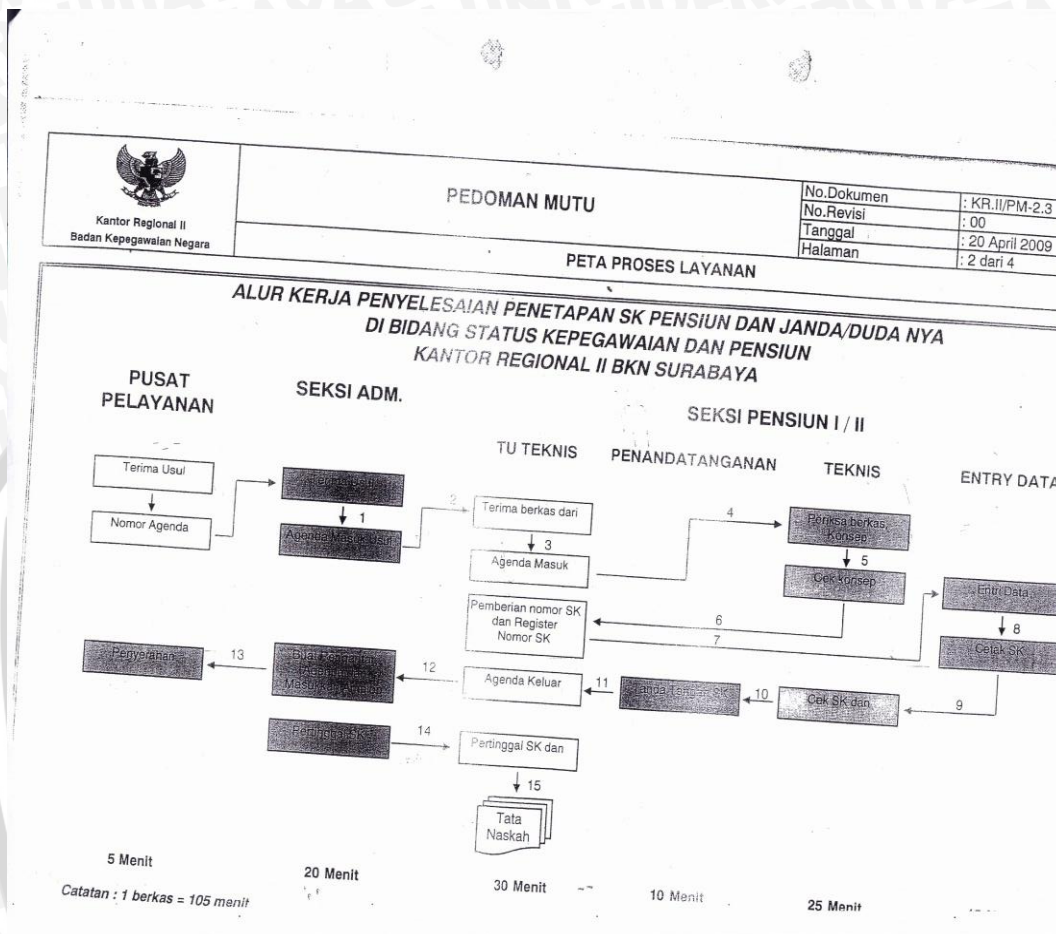 Kantor Regional II
Badan Kepegawaian Negara
PEDOMAN MUTU
No.Dokumen : KR.II/PM-2.3
No.Revisi : 00
Tanggal : 20 April 2009
Halaman : 2 dari 4
PETA PROSES LAYANAN
ALUR KERJA PENYELESAIAN PENETAPAN SK PENSIUN DAN JANDA/DUDA NYA
DI BIDANG STATUS KEPEGAWAIAN DAN PENSIUN
KANTOR REGIONAL II BKN SURABAYA
PUSAT
PELAYANAN
SEKSI ADM.
SEKSI PENSIUN I / II
TU TEKNIS
PENANDATANGANAN
TEKNIS
ENTRY DATA
Terima Usul
Nomor Agenda
1
Agenda Masuk Usul
2
Terima berkas dari
3
Agenda Masuk
4
Periksa berkas,
Konsep
5
Cek konsep
Pemberian nomor SK
dan Register
Nomor SK
6
7
Entri Data
8
Cetak SK
9
Cek SK dan
10
Tanda Tangan SK
11
Agenda Keluar
12
13
Penyerahan
14
Pertinggal SK dan
15
Tata
Naskah
5 Menit
20 Menit
30 Menit
10 Menit
25 Menit
Catatan : 1 berkas = 105 menit